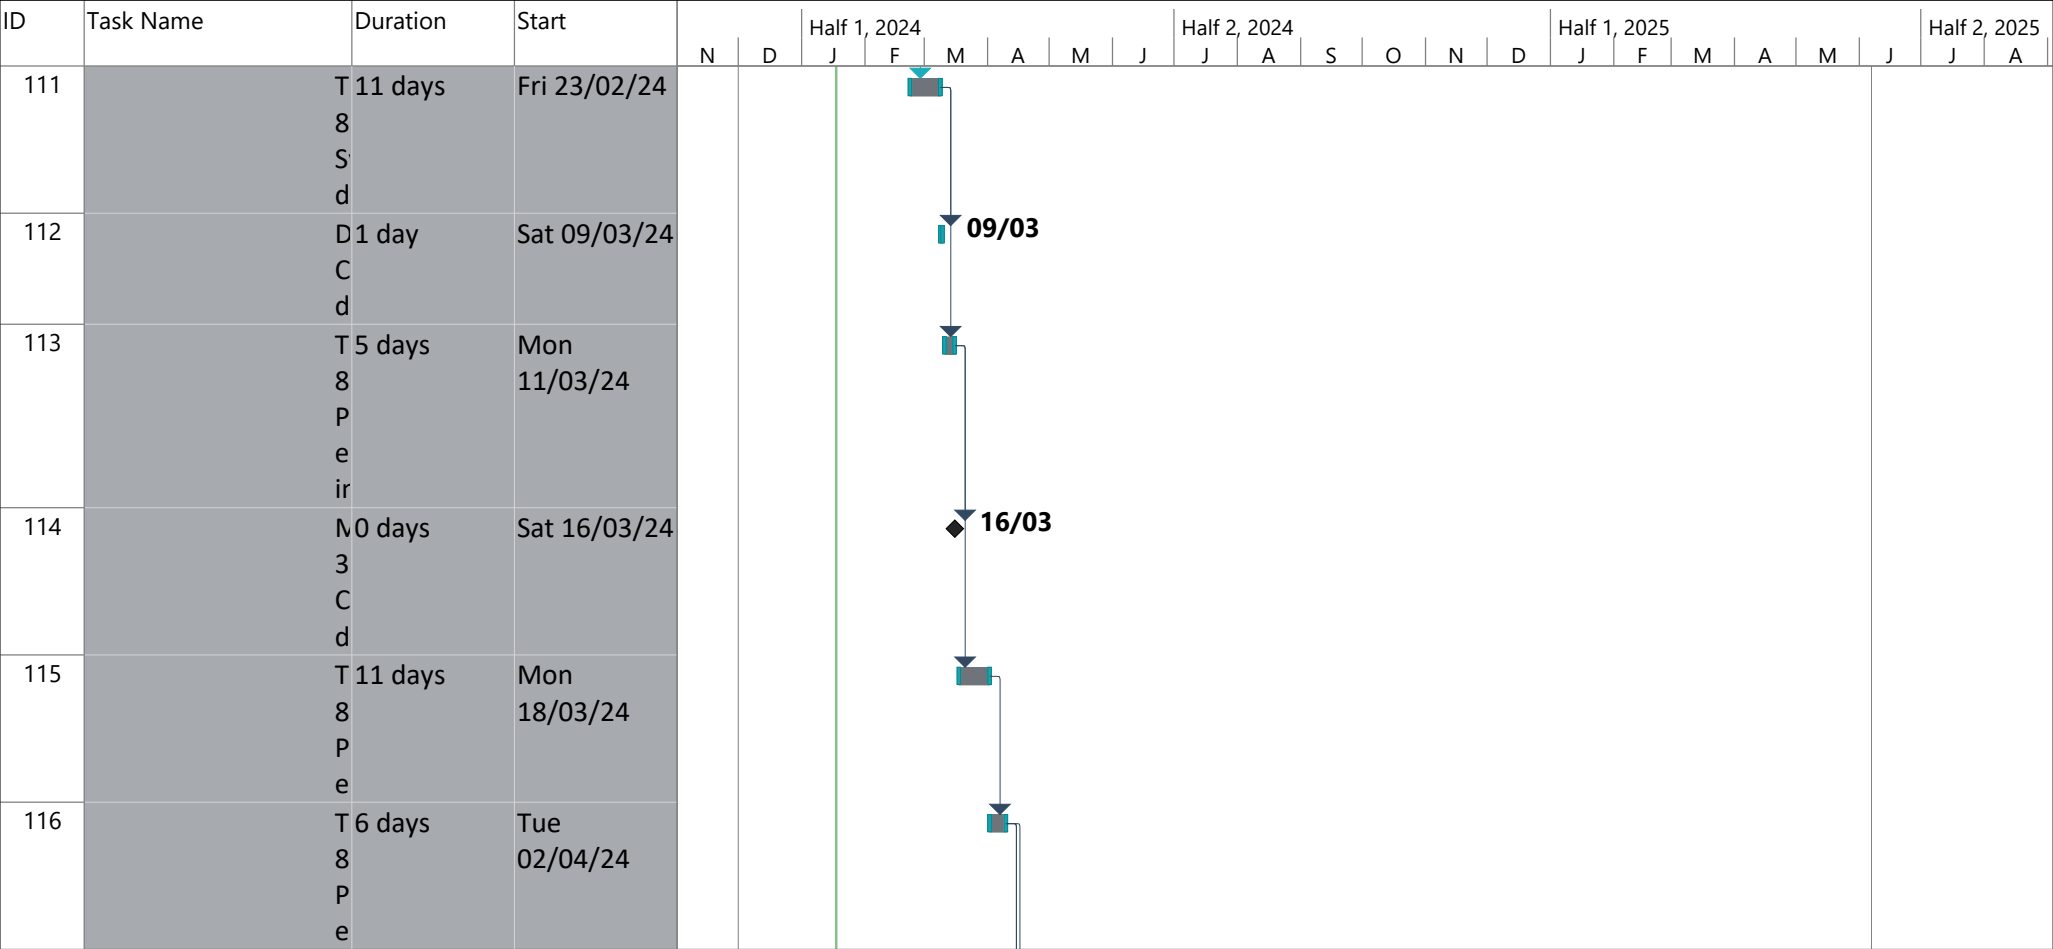 ID Task Name Duration Start
Half 1, 2024 Half 2, 2024 Half 1, 2025 Half 2, 2025
N D J F M A M J J A S O N D J F M A M J J A
111 T 11 days Fri 23/02/24
8
S
d
112 D 1 day Sat 09/03/24 09/03
C
d
113 T 5 days Mon
8 11/03/24
P
e
in
114 M 0 days Sat 16/03/24 16/03
3
C
d
115 T 11 days Mon
8 18/03/24
P
e
116 T 6 days Tue
8 02/04/24
P
e